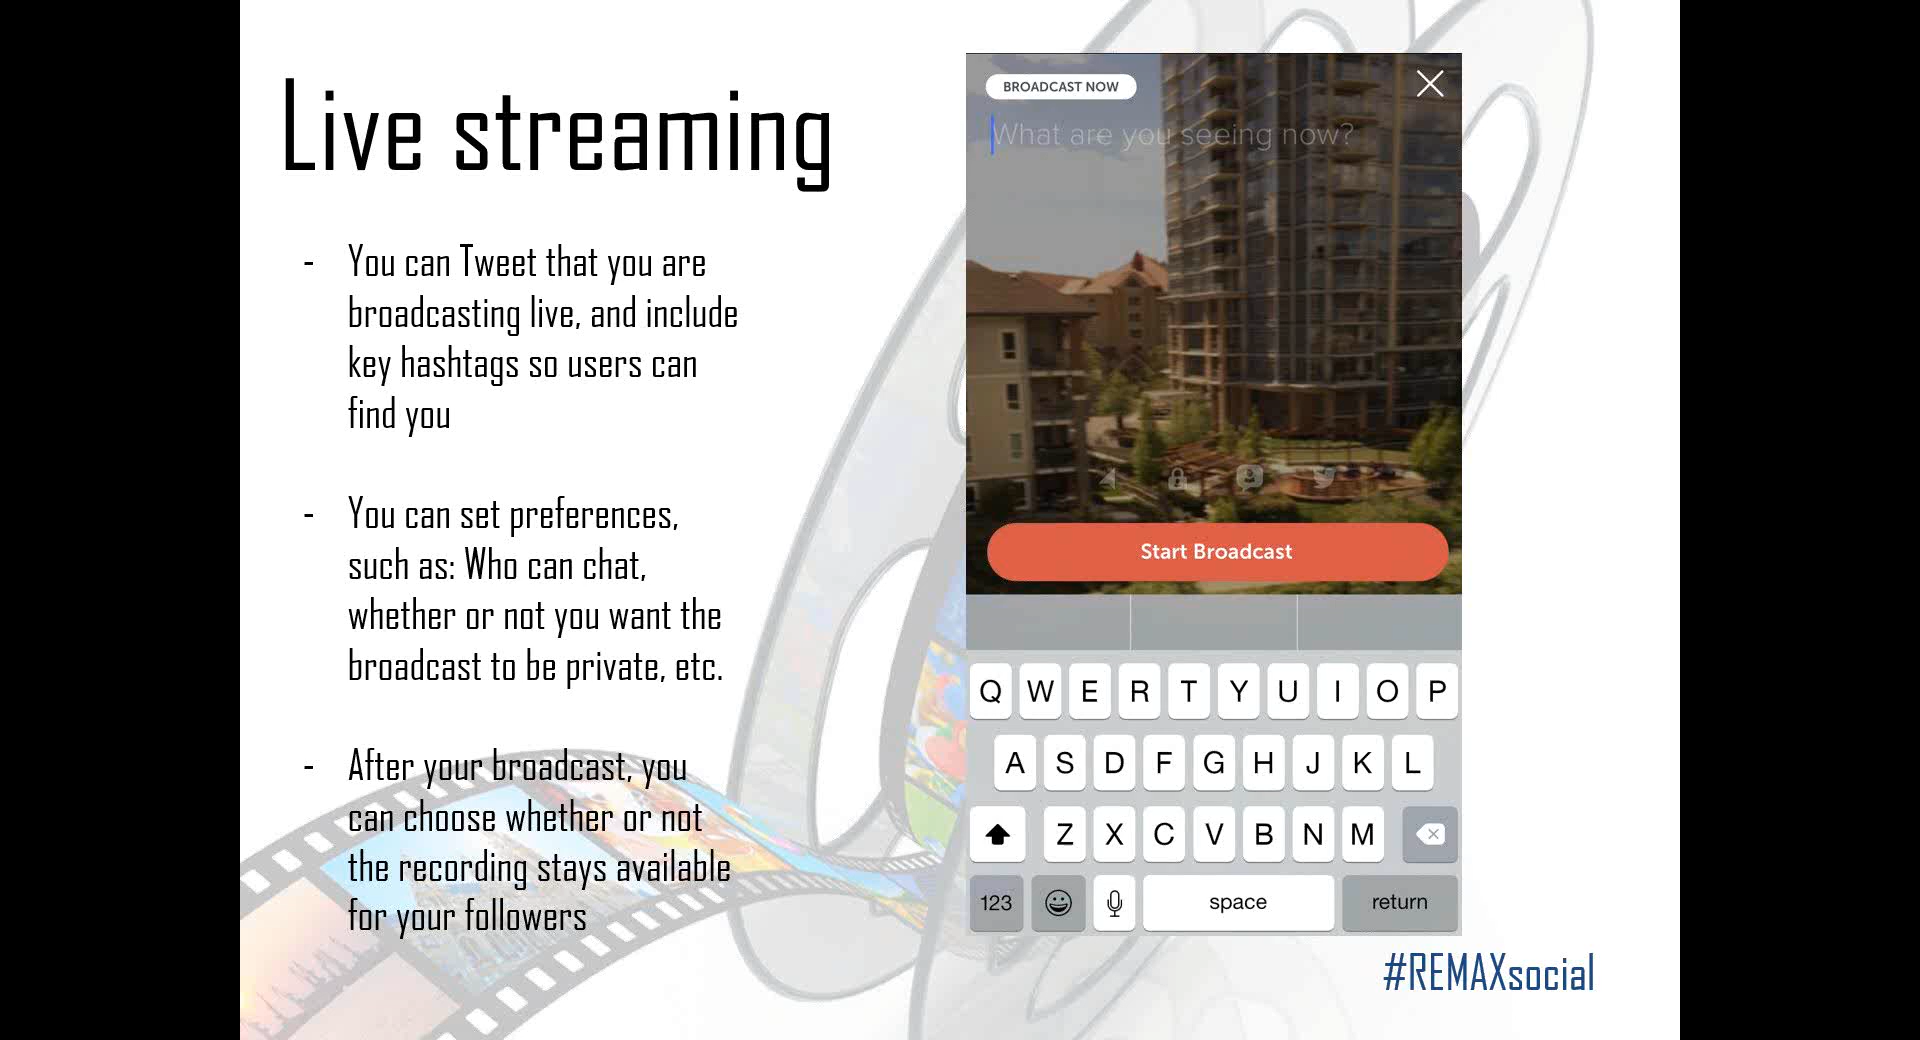 Live streaming
- You can Tweet that you are
broadcasting live, and include
key hashtags so users can
find you
- You can set preferences,
such as: Who can chat,
whether or not you want the
broadcast to be private, etc.
- After your broadcast, you
can choose whether or not
the recording stays available
for your followers
BROADCAST NOW
What are you seeing now?
Start Broadcast
Q W E R T Y U I O P
A S D F G H J K L
Z X C V B N M
123 space return
#REMAXsocial